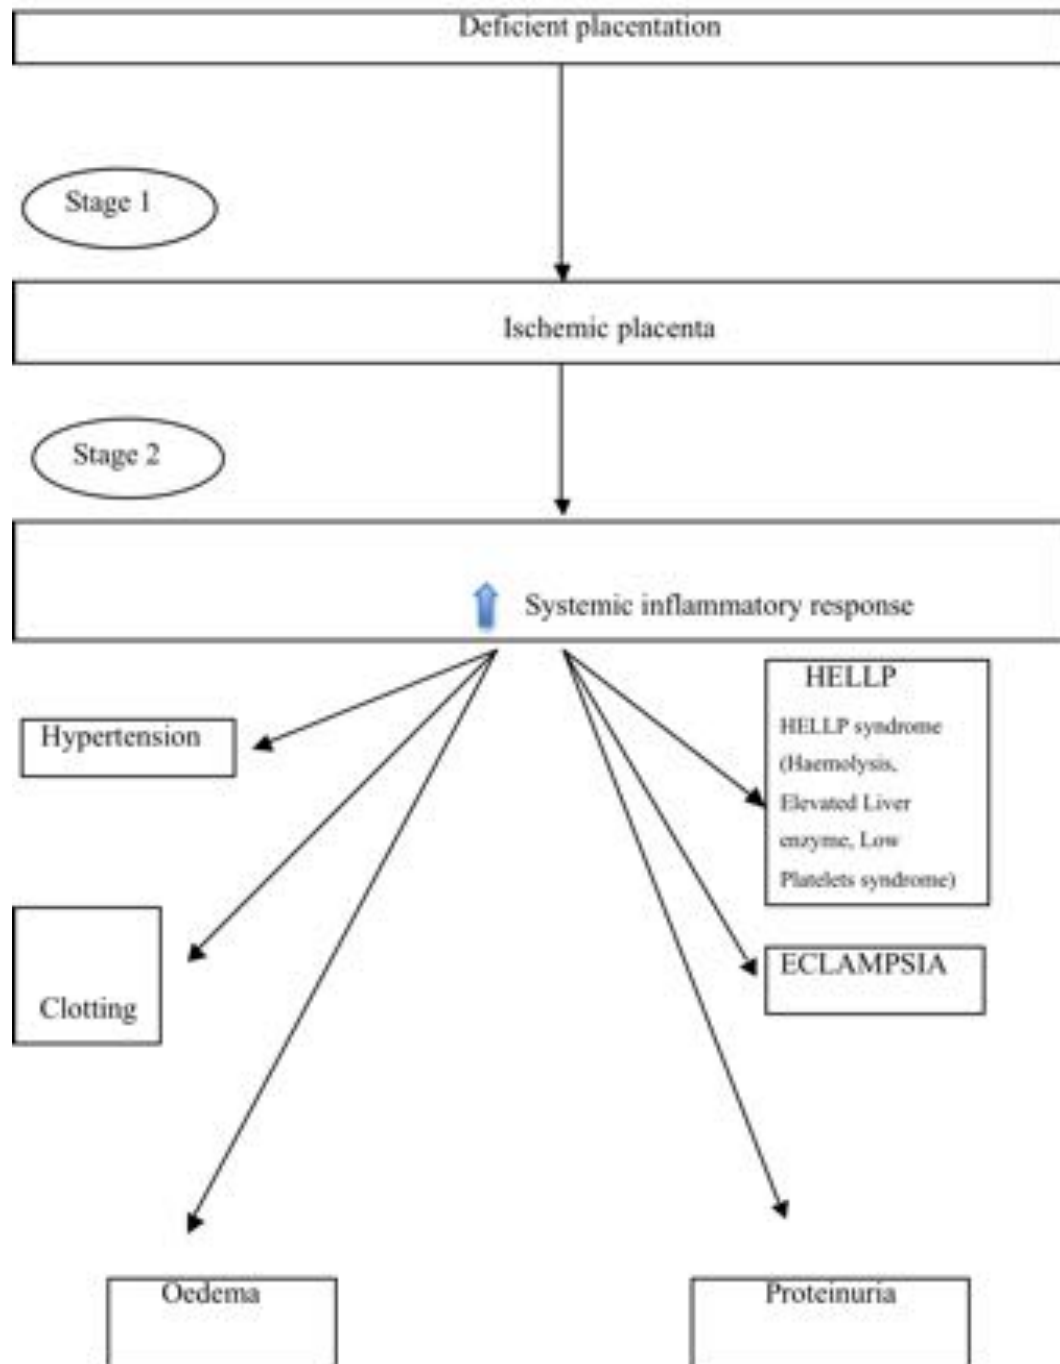 Deficient placentation
Stage 1
Ischemic placenta
Stage 2
Systemic inflammatory response
Hypertension
HELLP
HELLP syndrome
(Haemolysis,
Elevated Liver
enzyme, Low
Platelets syndrome)
Clotting
ECLAMPSIA
Oedema
Proteinuria